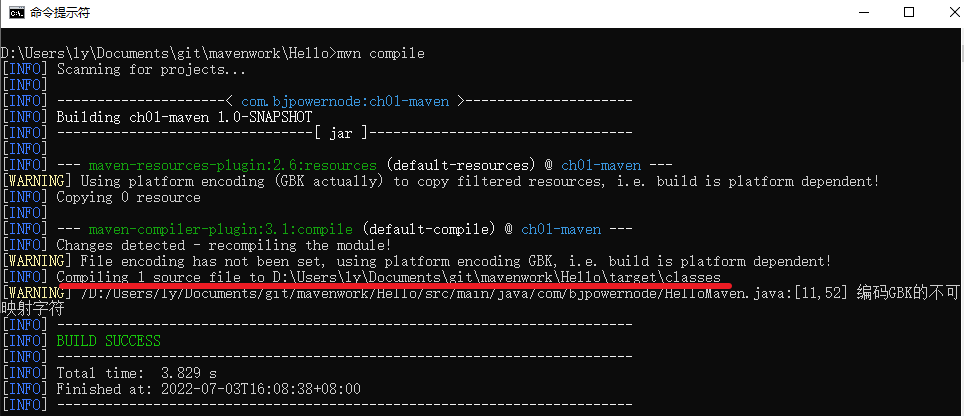 命令提示符
D:\Users\ly\Documents\git\mavenwork\Hello>mvn compile
[INFO] Scanning for projects...
[INFO]
[INFO] ---------------------< com.bjpowernode:ch01-maven >---------------------
[INFO] Building ch01-maven 1.0-SNAPSHOT
[INFO] --------------------------------[ jar ]---------------------------------
[INFO]
[INFO] --- maven-resources-plugin:2.6:resources (default-resources) @ ch01-maven ---
[WARNING] Using platform encoding (GBK actually) to copy filtered resources, i.e. build is platform dependent!
[INFO] Copying 0 resource
[INFO]
[INFO] --- maven-compiler-plugin:3.1:compile (default-compile) @ ch01-maven ---
[INFO] Changes detected - recompiling the module!
[WARNING] File encoding has not been set, using platform encoding GBK, i.e. build is platform dependent!
[INFO] Compiling 1 source file to D:\Users\ly\Documents\git\mavenwork\Hello\target\classes
[WARNING] /D:/Users/ly/Documents/git/mavenwork/Hello/src/main/java/com/bjpowernode/HelloMaven.java:[11,52] 编码GBK的不可
映射字符
[INFO] ------------------------------------------------------------------------
[INFO] BUILD SUCCESS
[INFO] ------------------------------------------------------------------------
[INFO] Total time:  3.829 s
[INFO] Finished at: 2022-07-03T16:08:38+08:00
[INFO] ------------------------------------------------------------------------